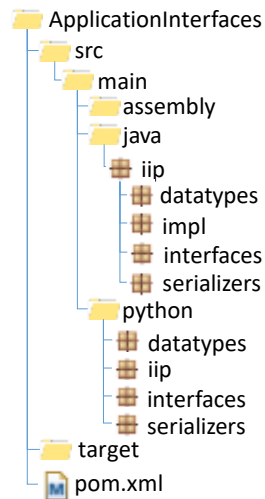 ApplicationInterfaces
src
main
assembly
java
iip
datatypes
impl
interfaces
serializers
python
datatypes
iip
interfaces
serializers
target
M pom.xml